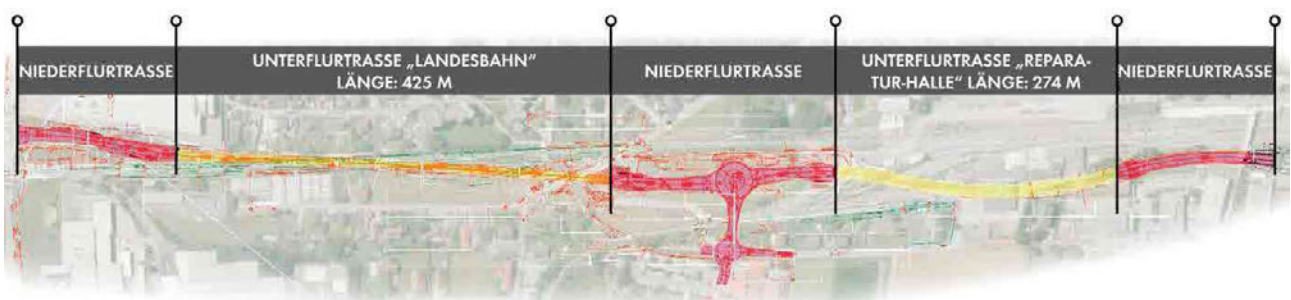 NIEDERFLURTRASSE
UNTERFLURTRASSE „LANDESBAHN“
LÄNGE: 425 M
NIEDERFLURTRASSE
UNTERFLURTRASSE „REPARA-
TUR-HALLE“ LÄNGE: 274 M
NIEDERFLURTRASSE